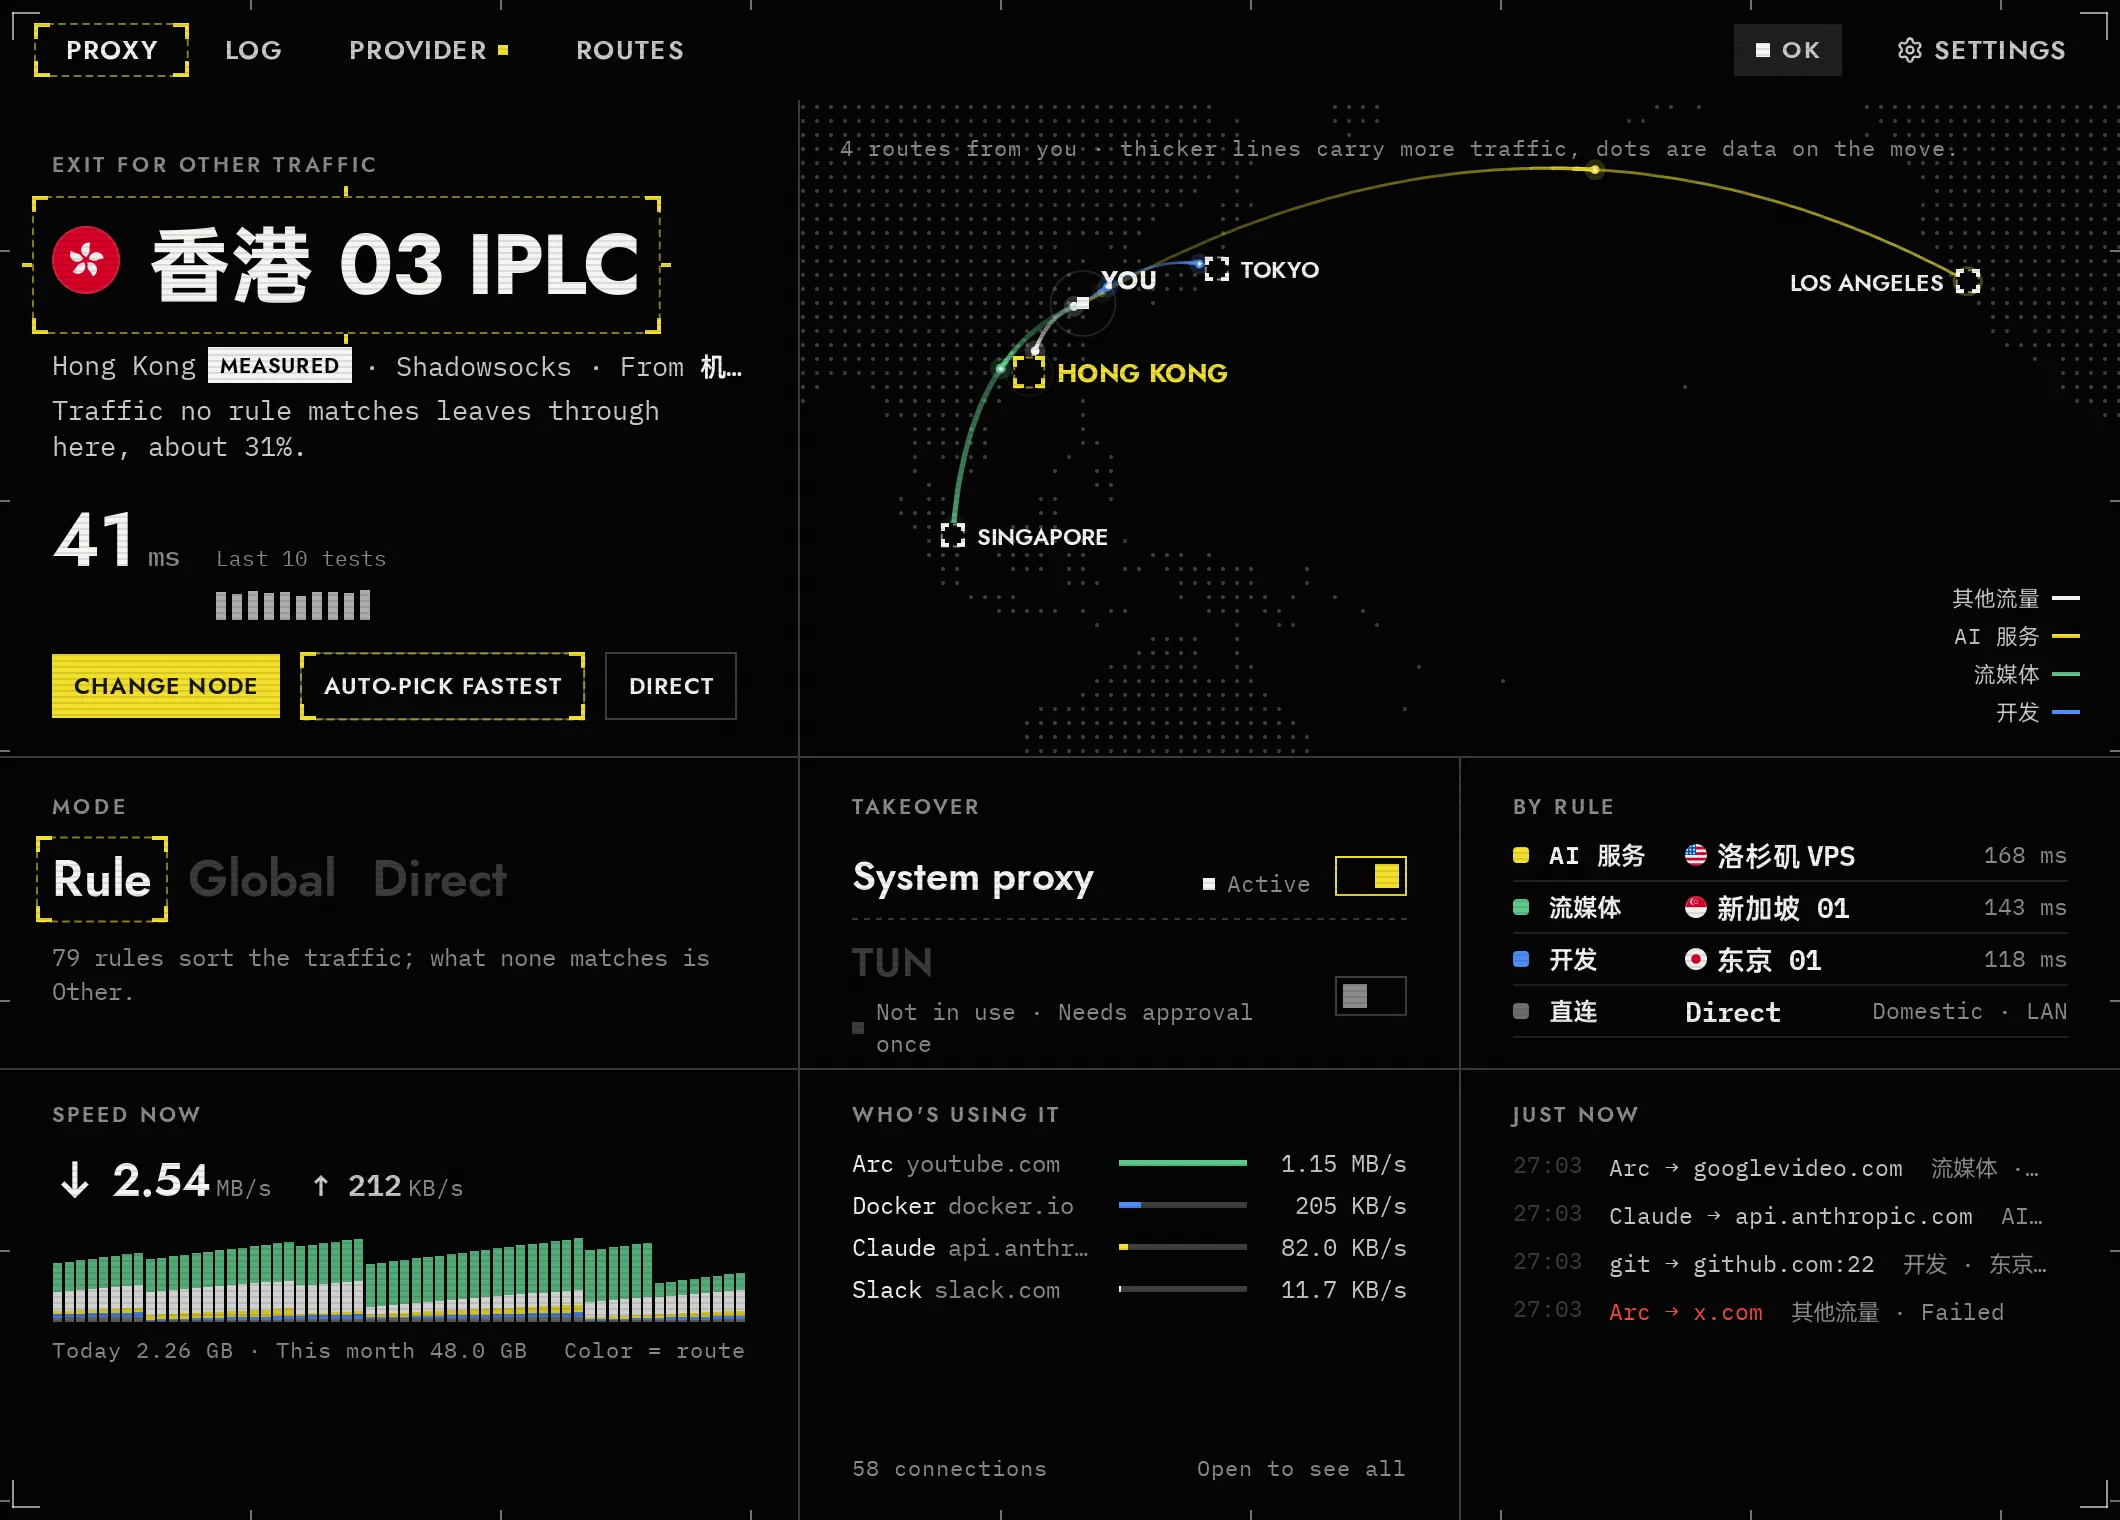 PROXY
LOG
PROVIDER
ROUTES
OK
SETTINGS
EXIT FOR OTHER TRAFFIC
香港 03 IPLC
Hong Kong MEASURED · Shadowsocks · From 机…
Traffic no rule matches leaves through
here, about 31%.
41 ms
Last 10 tests
CHANGE NODE
AUTO-PICK FASTEST
DIRECT
4 routes from you · thicker lines carry more traffic, dots are data on the move.
YOU
TOKYO
LOS ANGELES
HONG KONG
SINGAPORE
其他流量
AI 服务
流媒体
开发
MODE
Rule
Global
Direct
79 rules sort the traffic; what none matches is
Other.
TAKEOVER
System proxy
Active
TUN
Not in use · Needs approval
once
BY RULE
AI 服务 洛杉矶 VPS 168 ms
流媒体 新加坡 01 143 ms
开发 东京 01 118 ms
直连 Direct Domestic · LAN
SPEED NOW
↓ 2.54 MB/s ↑ 212 KB/s
Today 2.26 GB · This month 48.0 GB
Color = route
WHO'S USING IT
Arc youtube.com 1.15 MB/s
Docker docker.io 205 KB/s
Claude api.anthr… 82.0 KB/s
Slack slack.com 11.7 KB/s
58 connections
Open to see all
JUST NOW
27:03 Arc → googlevideo.com 流媒体 ·…
27:03 Claude → api.anthropic.com AI…
27:03 git → github.com:22 开发 · 东京…
27:03 Arc → x.com 其他流量 · Failed